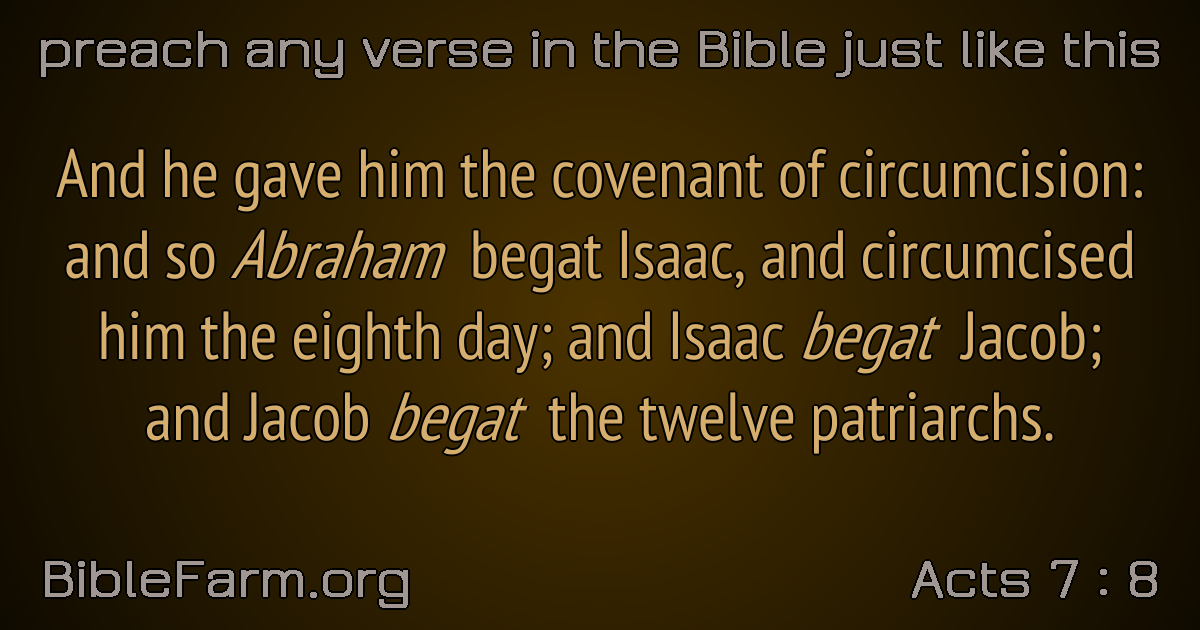 preach any verse in the Bible just like this
And he gave him the covenant of circumcision:
and so Abraham begat Isaac, and circumcised
him the eighth day; and Isaac begat Jacob;
and Jacob begat the twelve patriarchs.
BibleFarm.org
Acts 7 : 8